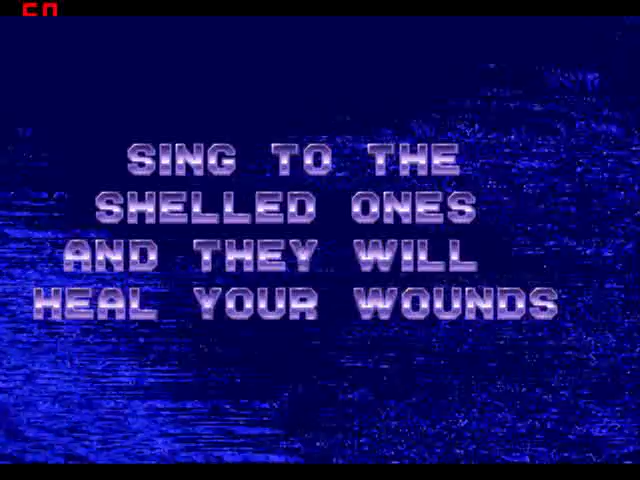 SING TO THE
SHELLED ONES
AND THEY WILL
HEAL YOUR WOUNDS